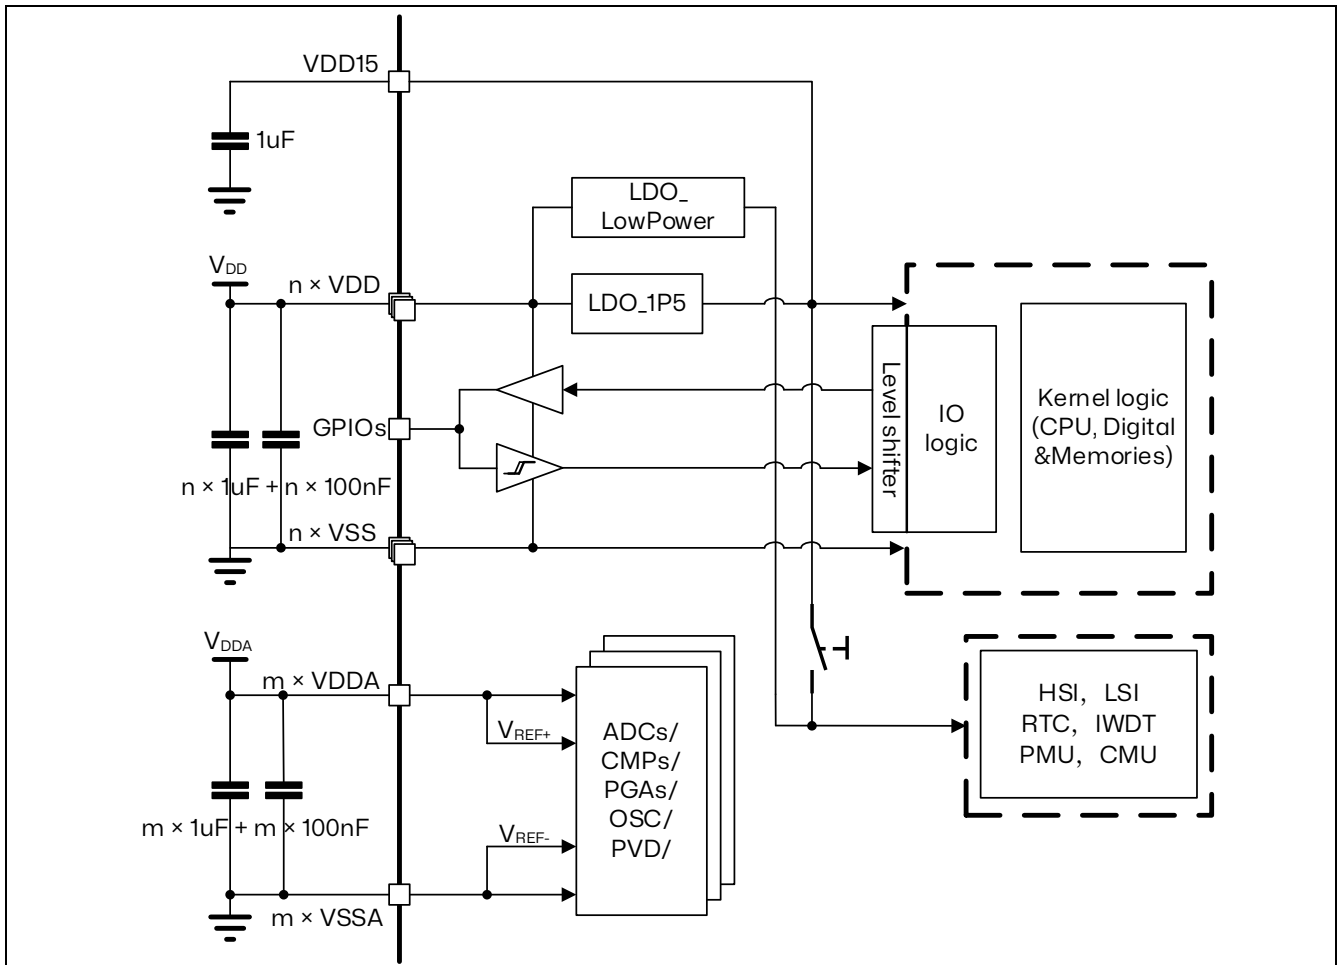 VDD15
1uF
LDO_
LowPower
VDD
n × VDD
LDO_1P5
GPIOs
Level shifter
IO
logic
Kernel logic
(CPU, Digital
&Memories)
n × 1uF + n × 100nF
n × VSS
VDDA
m × VDDA
VREF+
ADCs/
CMPs/
PGAs/
OSC/
PVD/
HSI， LSI
RTC， IWDT
PMU， CMU
m × 1uF + m × 100nF
VREF-
m × VSSA